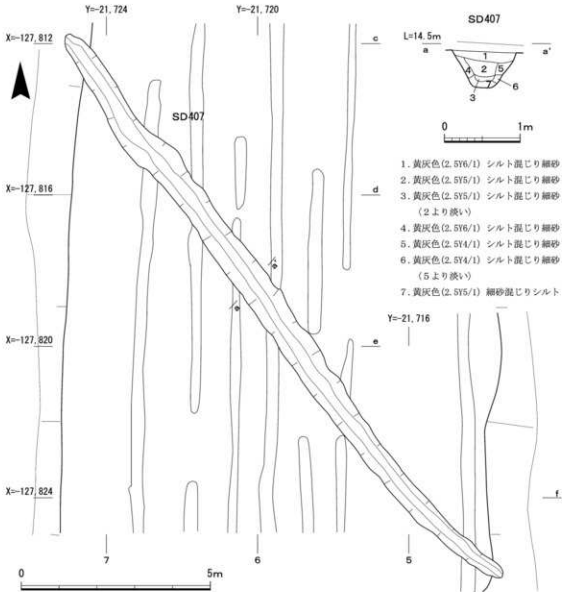 Y=-21,724
Y=-21,720
SD407
X=-127,812
c
L=14.5m
a
a'
1
2
3
4
5
6
7
SD407
0
1m
1. 黄灰色(2.5Y6/1) シルト混じり細砂
2. 黄灰色(2.5Y5/1) シルト混じり細砂
3. 黄灰色(2.5Y5/1) シルト混じり細砂
(2より淡い)
4. 黄灰色(2.5Y6/1) シルト混じり細砂
5. 黄灰色(2.5Y4/1) シルト混じり細砂
6. 黄灰色(2.5Y4/1) シルト混じり細砂
(5より淡い)
7. 黄灰色(2.5Y5/1) 細砂混じりシルト
X=-127,816
d
Y=-21,716
X=-127,820
e
X=-127,824
f
7
6
5
0
5m